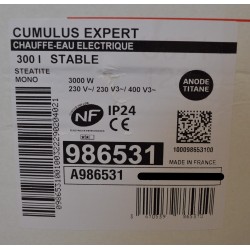 CUMULUS EXPERT
CHAUFFE-EAU ELECTRIQUE
300 l STABLE
STEATITE
MONO
3000 W
230 V~/ 230 V3~/ 400 V3~
ANODE
TITANE
NF
IP24
CE
986531
A986531
MADE IN FRANCE